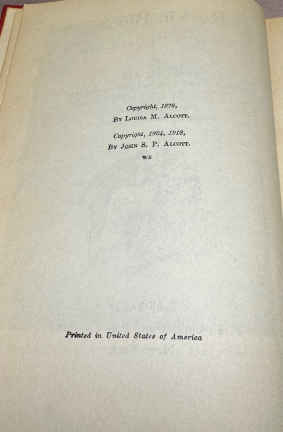 Copyright, 1876,
BY LOUISA M. ALCOTT.
Copyright, 1904, 1918,
BY JOHN S. P. ALCOTT.
Printed in United States of America